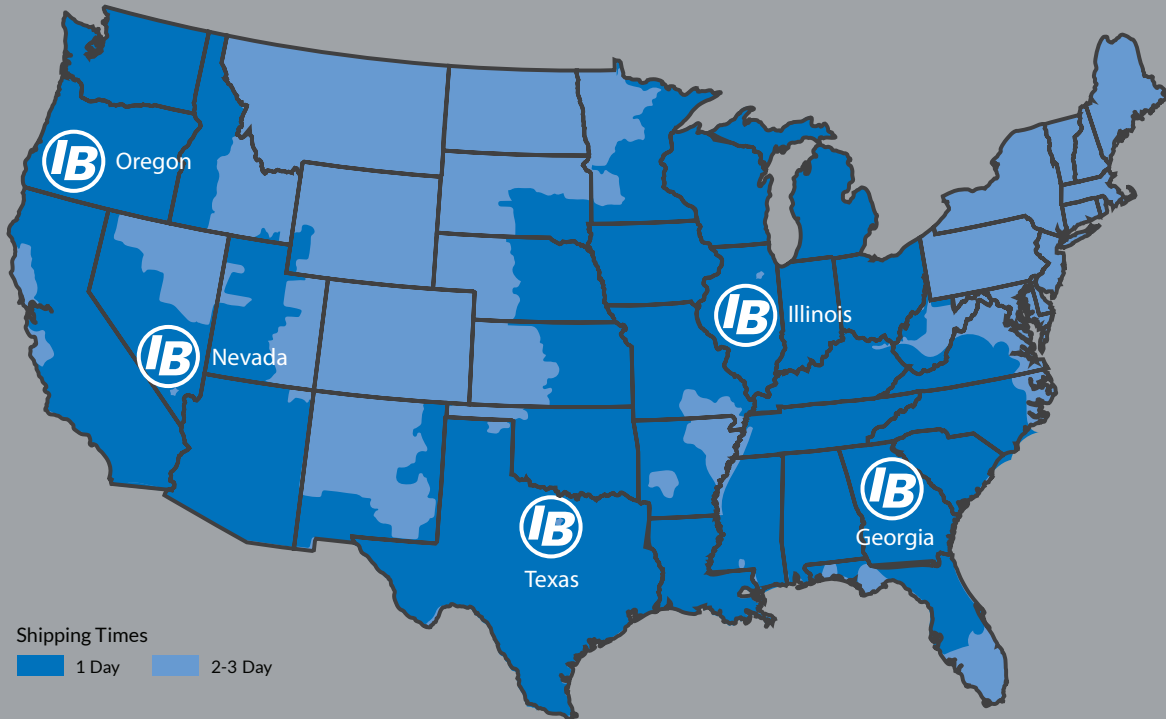 IB Oregon
IB Nevada
IB Illinois
IB
Georgia
IB
Texas
Shipping Times
1 Day 2-3 Day